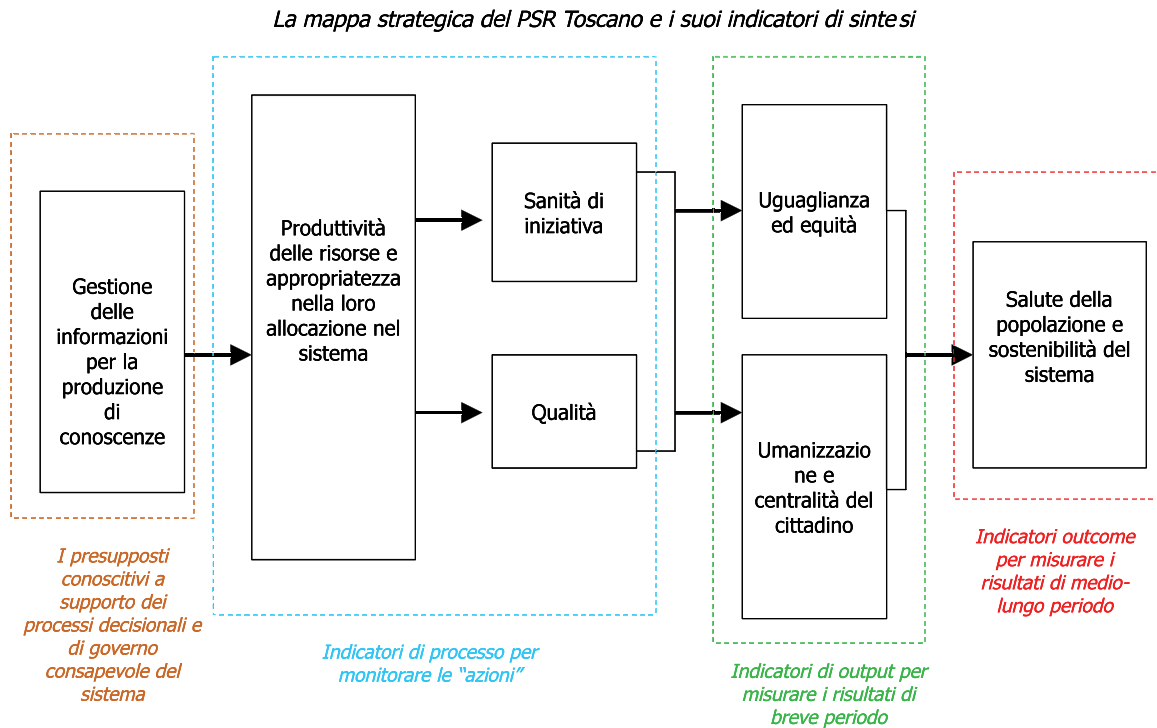 La mappa strategica del PSR Toscano e i suoi indicatori di sintesi
Gestione
delle
informazioni
per la
produzione
di
conoscenze
I presupposti
conoscitivi a
supporto dei
processi decisionali e
di governo
consapevole del
sistema
Produttività
delle risorse e
appropriatezza
nella loro
allocazione nel
sistema
Sanità di
iniziativa
Qualità
Indicatori di processo per
monitorare le “azioni”
Uguaglianza
ed equità
Umanizzazio
ne e
centralità del
cittadino
Indicatori di output per
misurare i risultati di
breve periodo
Salute della
popolazione e
sostenibilità del
sistema
Indicatori outcome
per misurare i
risultati di medio-
lungo periodo